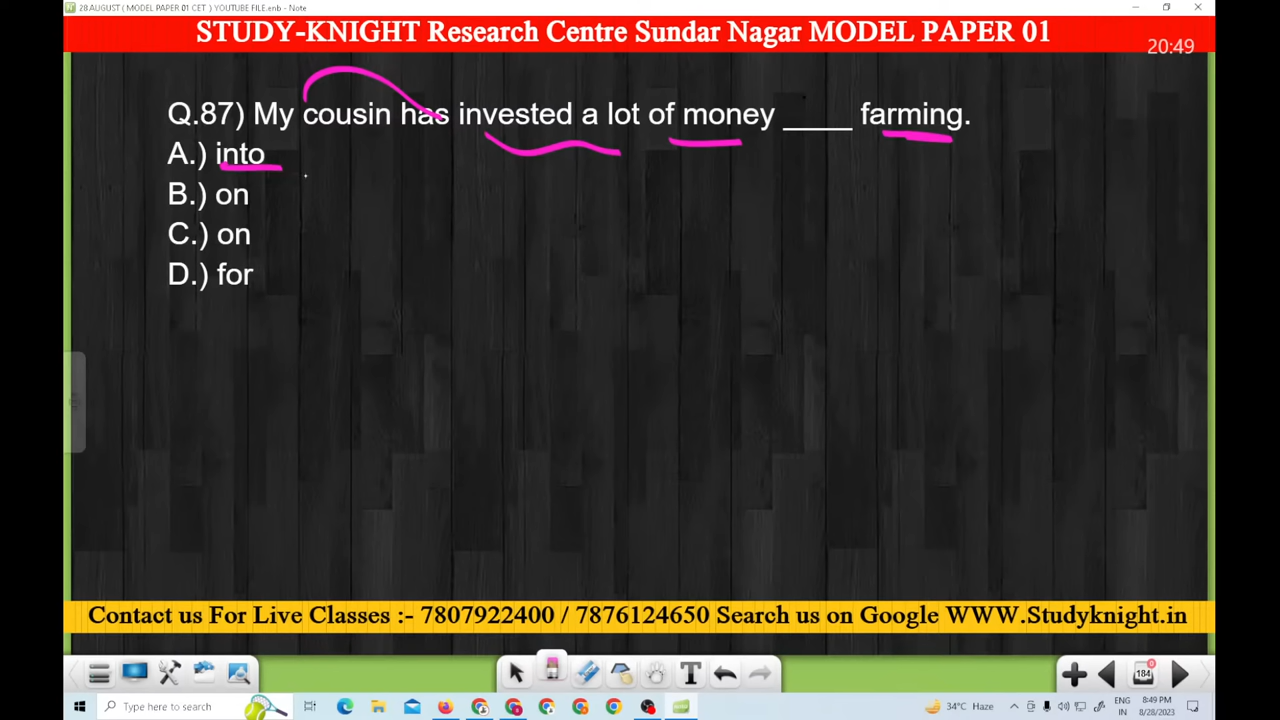 28.AUGUST ( MODEL PAPER 01 CET ) YOUTUBE FILE.enb - Note
STUDY-KNIGHT Research Centre Sundar Nagar MODEL PAPER 01
20:49
Q.87) My cousin has invested a lot of money ____ farming.
A.) into
B.) on
C.) on
D.) for
Contact us For Live Classes :- 7807922400 / 7876124650 Search us on Google WWW.Studyknight.in
184
Type here to search
34°C Haze
ENG
IN
8:49 PM
8/28/2023